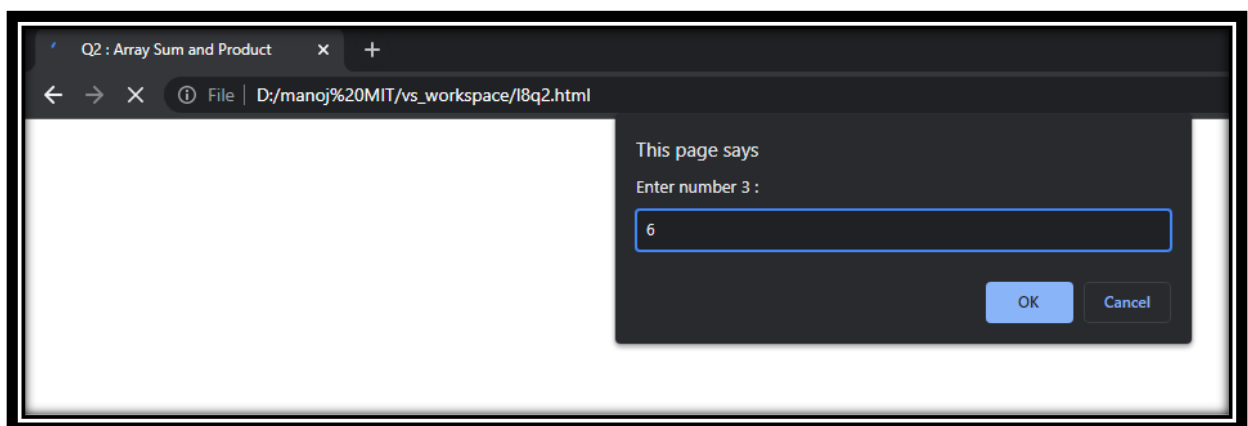 Q2 : Array Sum and Product
File | D:/manoj%20MIT/vs_workspace/l8q2.html
This page says
Enter number 3 :
6
OK Cancel